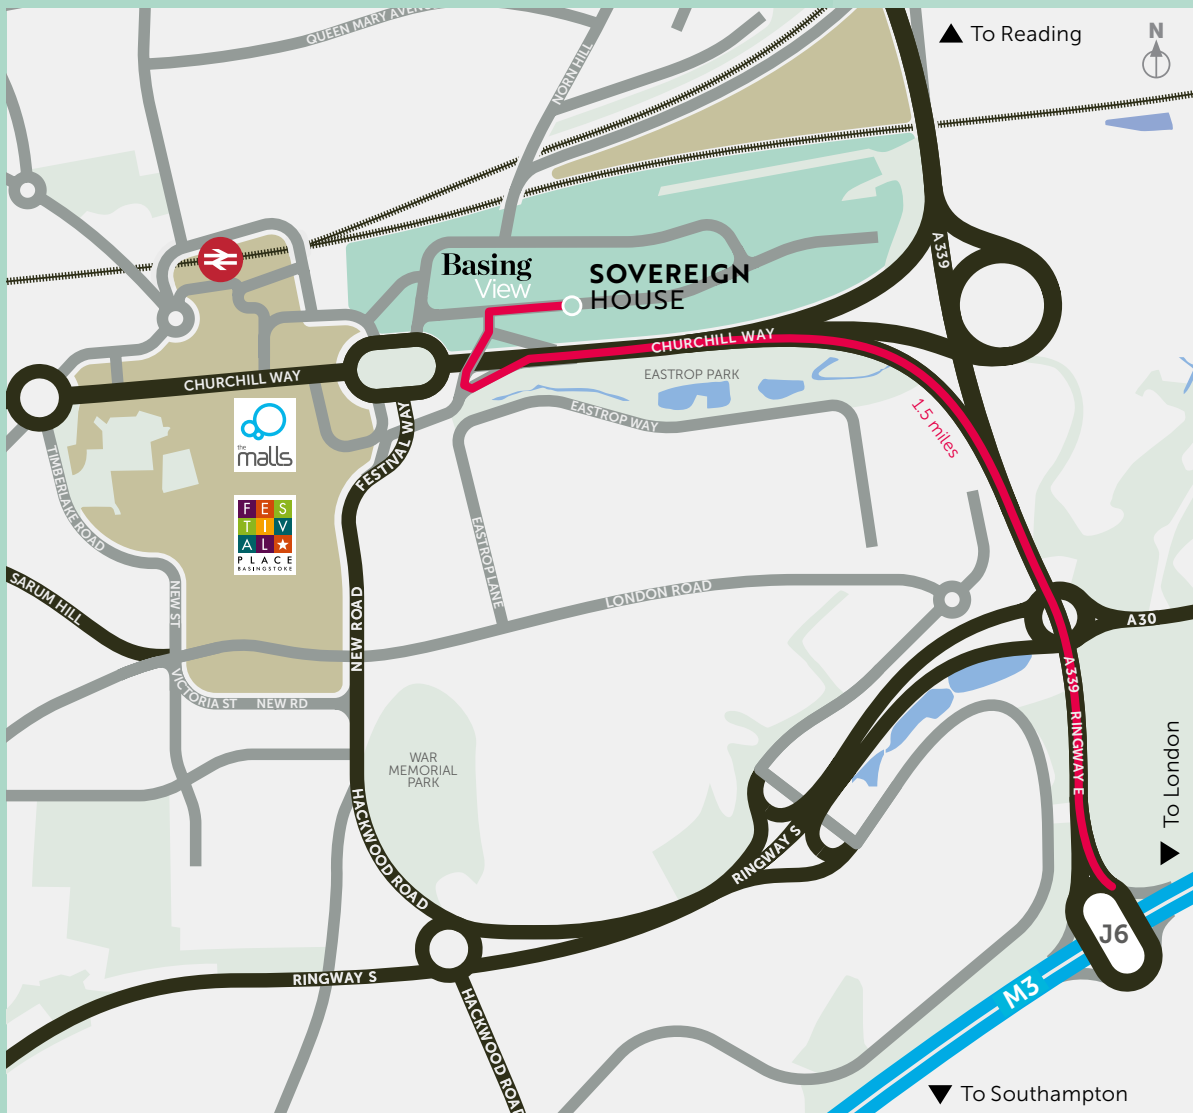 QUEEN MARY AVENUE
To Reading
N
NORN HILL
A339
Basing
View
SOVEREIGN
HOUSE
CHURCHILL WAY
EASTROP PARK
CHURCHILL WAY
1.5 miles
EASTROP WAY
the
malls
FESTIVAL WAY
TIMBERLAKE ROAD
FES
TIV
AL★
PLACE
BASINGSTOKE
EASTROP LANE
SARUM HILL
NEW ST
NEW ROAD
LONDON ROAD
A30
A339
RINGWAY E
VICTORIA ST
NEW RD
WAR
MEMORIAL
PARK
To London
HACKWOOD ROAD
RINGWAY S
J6
RINGWAY S
M3
HACKWOOD ROAD
To Southampton